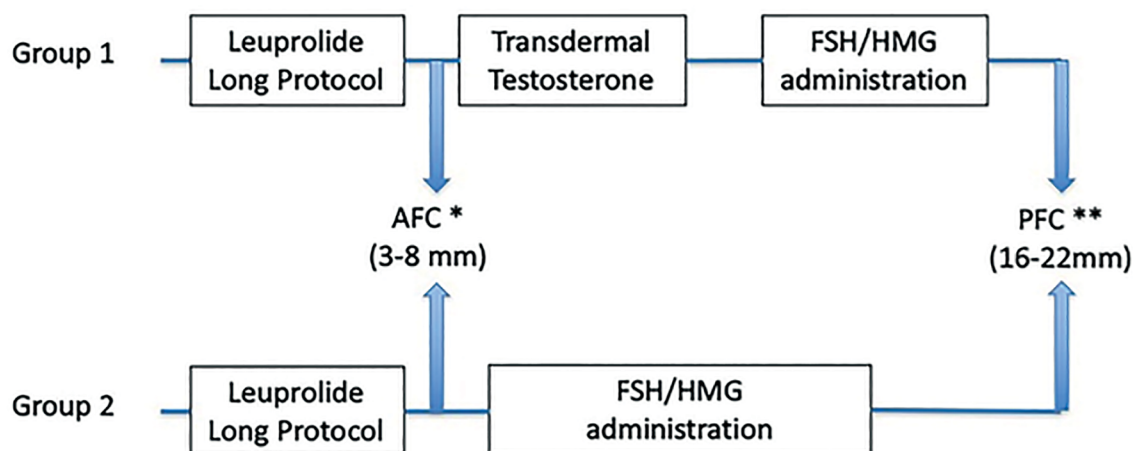 Group 1
Leuprolide
Long Protocol
Transdermal
Testosterone
FSH/HMG
administration
AFC *
(3-8 mm)
PFC **
(16-22mm)
Group 2
Leuprolide
Long Protocol
FSH/HMG
administration